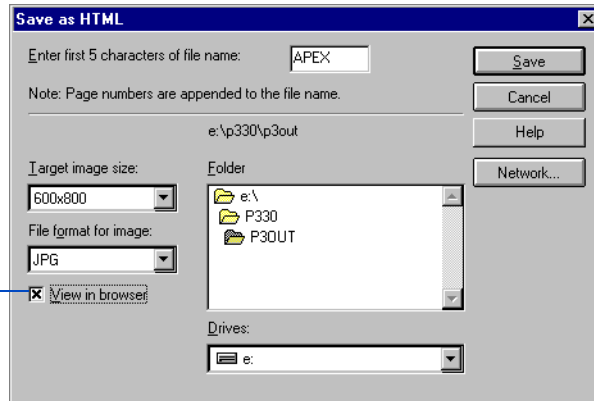 Save as HTML
Enter first 5 characters of file name:
APEX
Save
Note: Page numbers are appended to the file name.
Cancel
e:\p330\p3out
Help
Target image size:
Folder
Network...
600x800
e:\
P330
P3OUT
File format for image:
JPG
View in browser
Drives:
e: